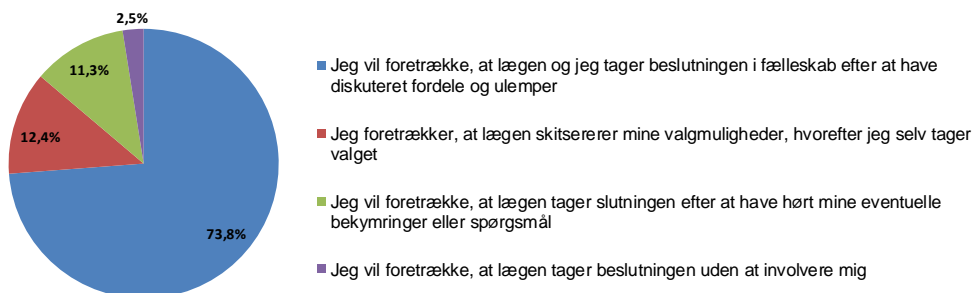 2,5%
11,3%
12,4%
73,8%
Jeg vil foretrække, at lægen og jeg tager beslutningen i fælleskab efter at have
diskuteret fordele og ulemper
Jeg foretrækker, at lægen skitsererer mine valgmuligheder, hvorefter jeg selv tager
valget
Jeg vil foretrække, at lægen tager slutningen efter at have hørt mine eventuelle
bekymringer eller spørgsmål
Jeg vil foretrække, at lægen tager beslutningen uden at involvere mig